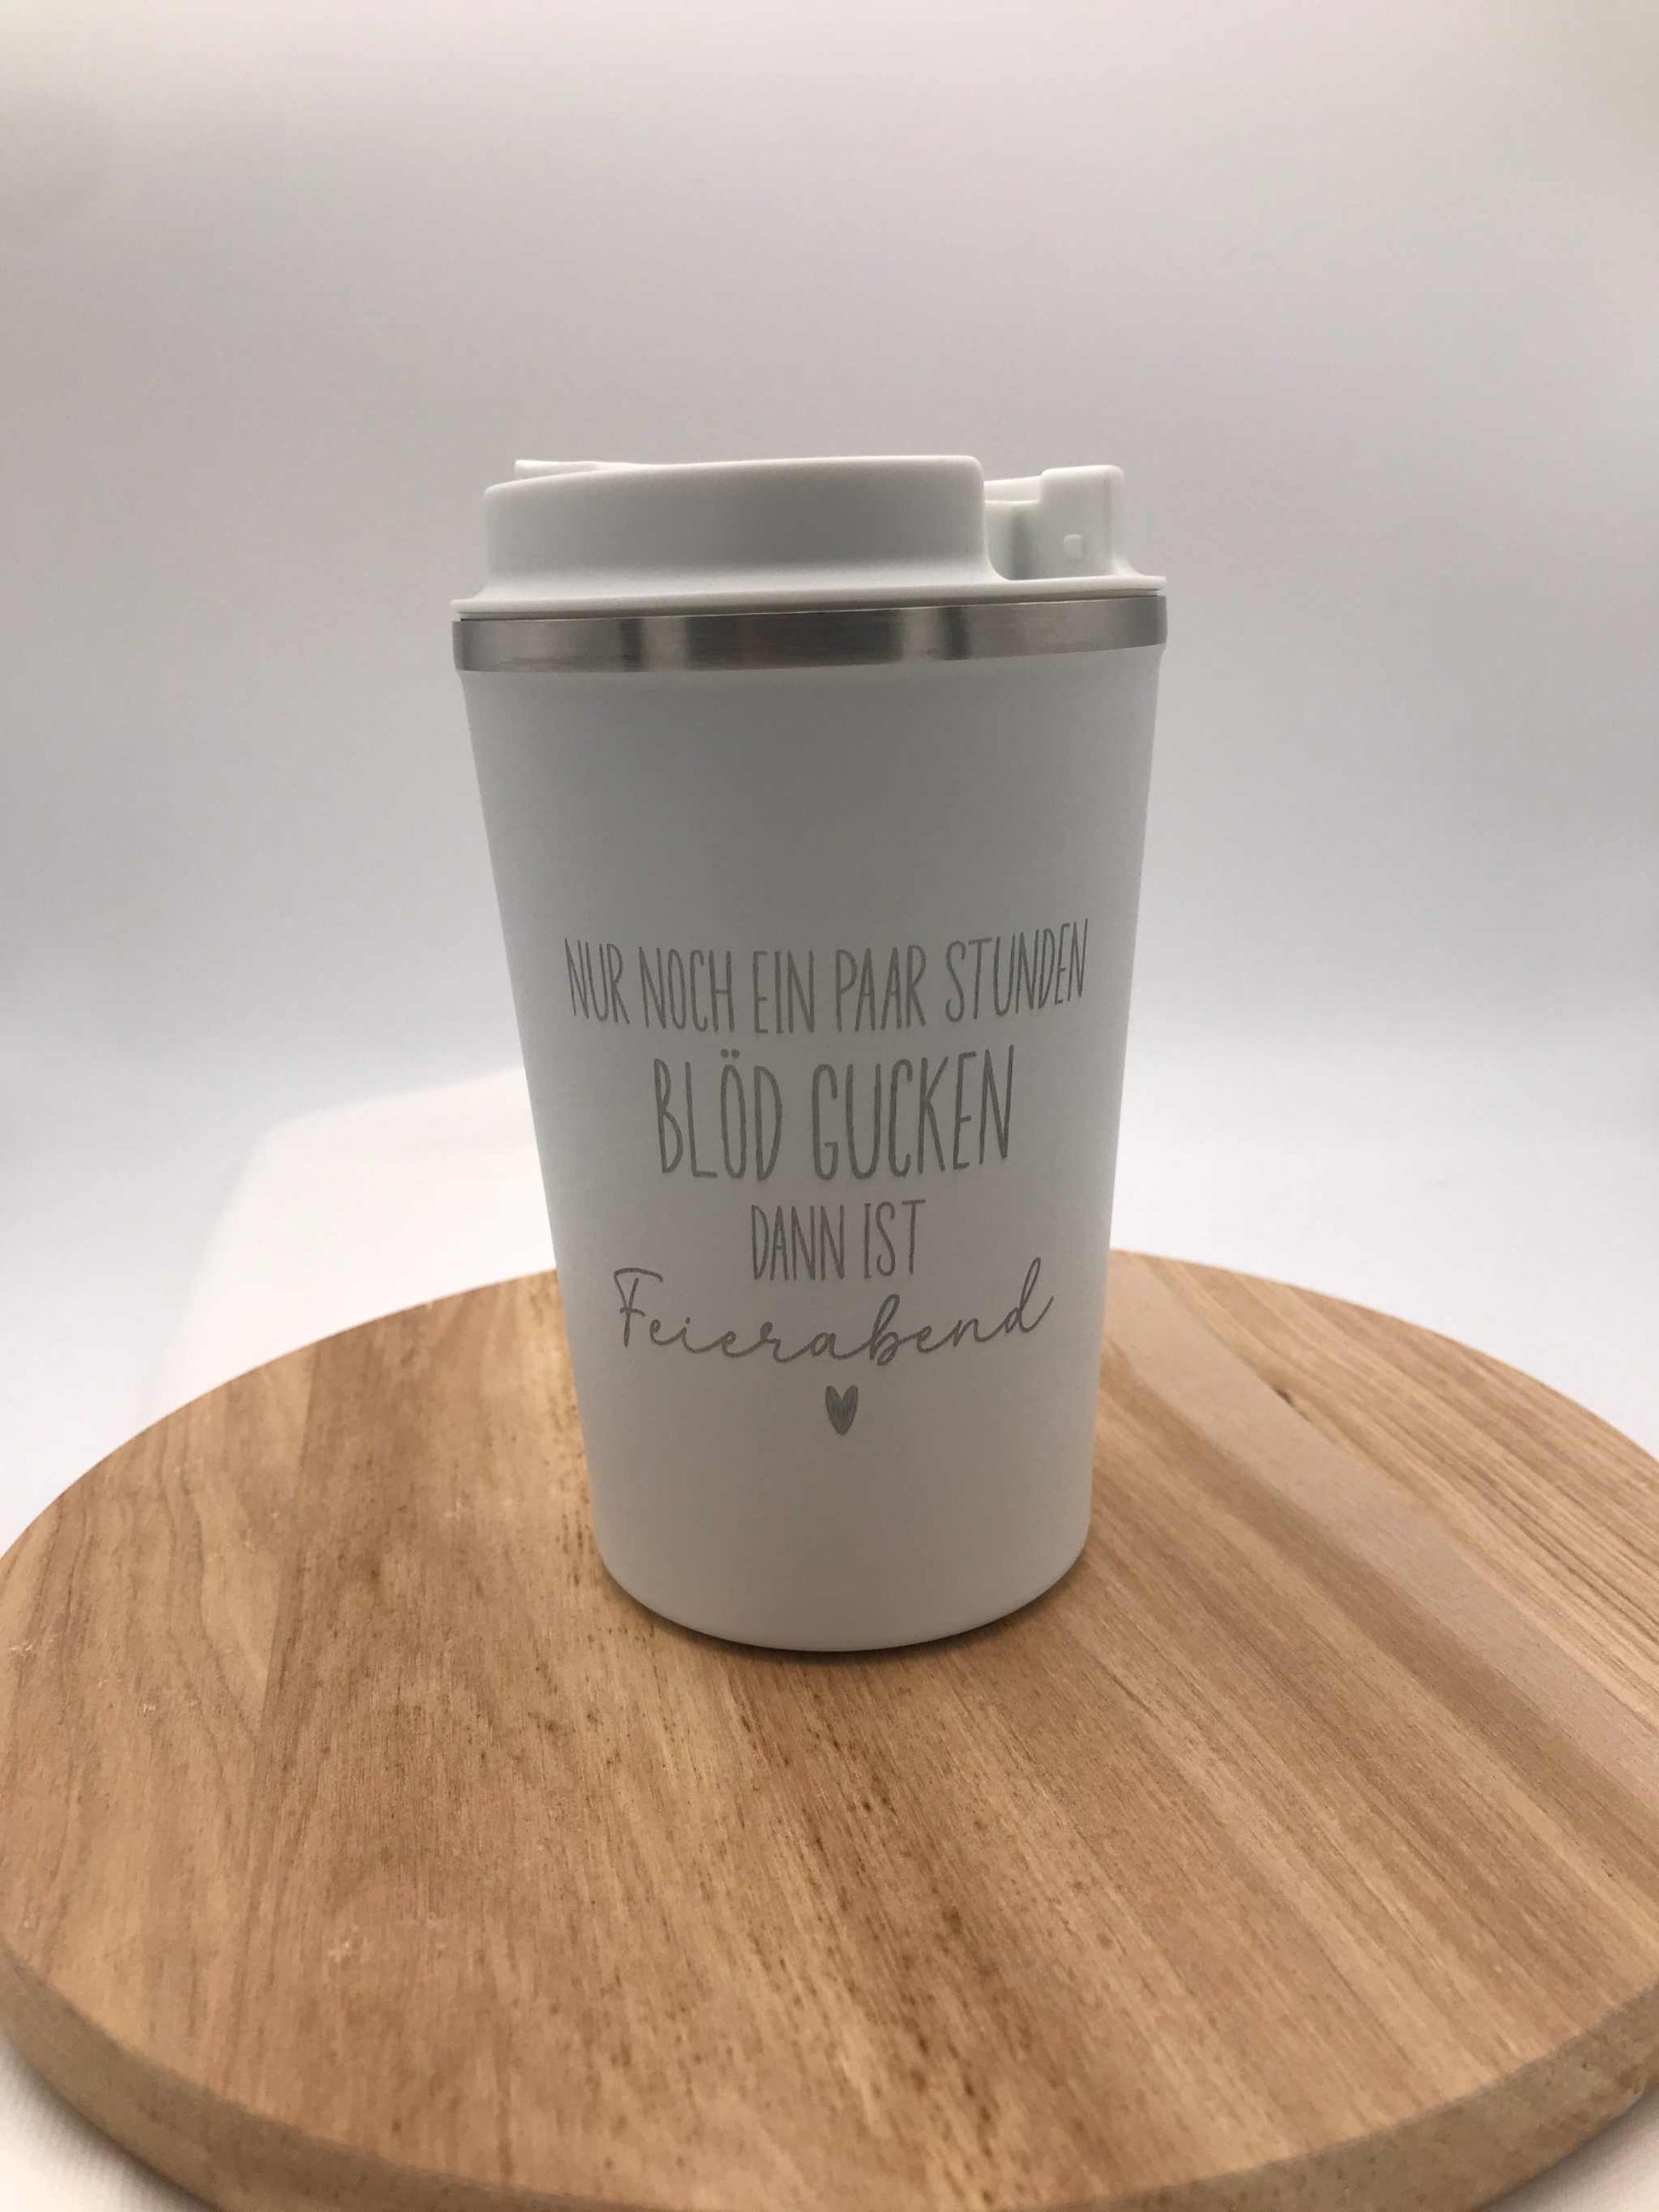 NUR NOCH EIN PAAR STUNDEN
BLÖD GUCKEN
DANN IST
Feierabend